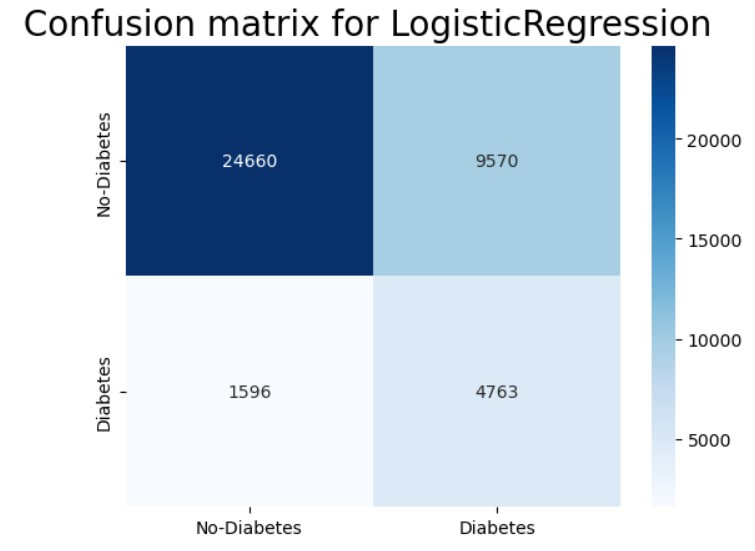 Confusion matrix for LogisticRegression
No-Diabetes
24660
9570
Diabetes
1596
4763
No-Diabetes
Diabetes
20000
15000
10000
5000